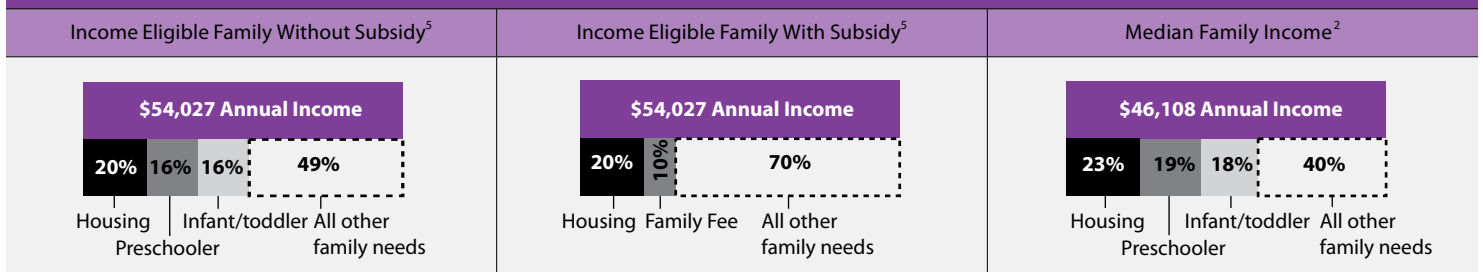 Income Eligible Family Without Subsidy⁵
$54,027 Annual Income
20% 16% 16% 49%
Housing Infant/toddler All other
Preschooler family needs
Income Eligible Family With Subsidy⁵
$54,027 Annual Income
20% 10% 70%
Housing Family Fee All other
family needs
Median Family Income²
$46,108 Annual Income
23% 19% 18% 40%
Housing Infant/toddler All other
Preschooler family needs